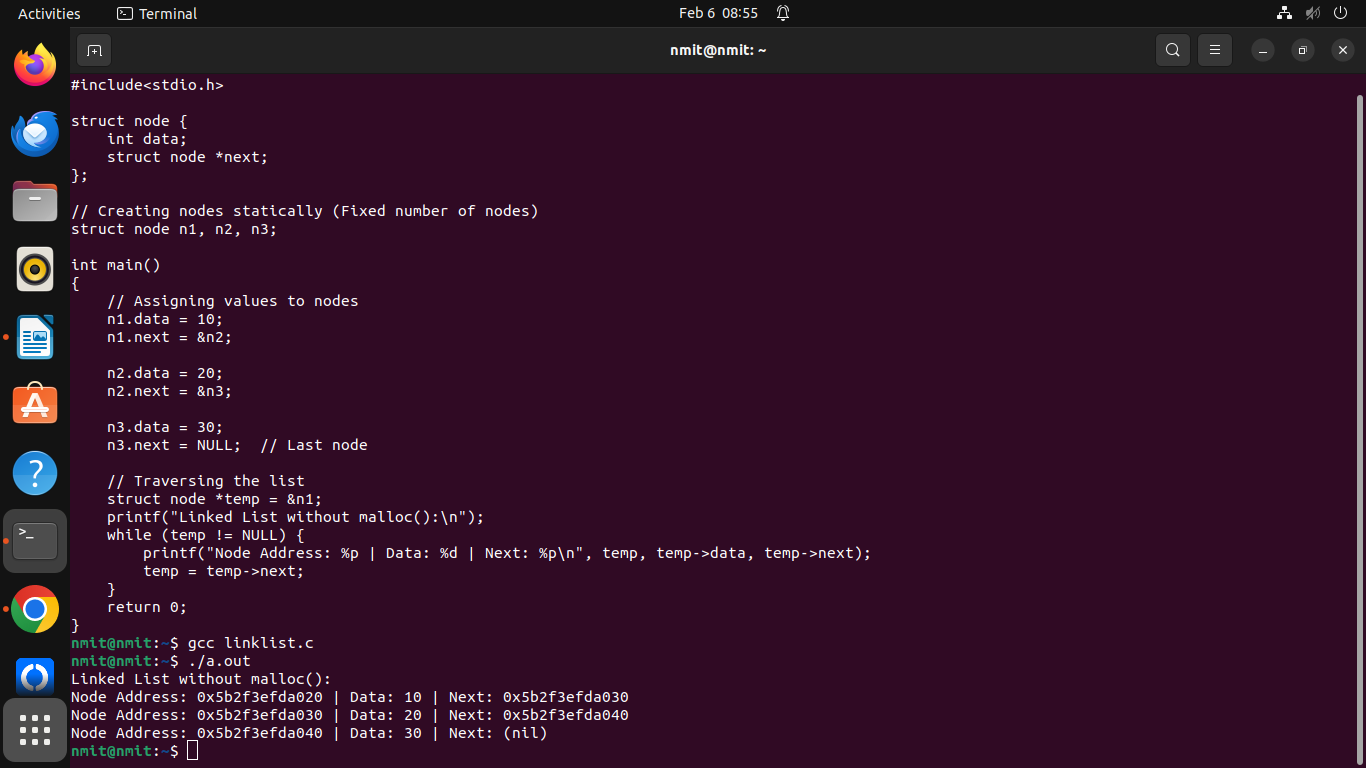 Activities Terminal Feb 6 08:55
nmit@nmit: ~
#include<stdio.h>

struct node {
    int data;
    struct node *next;
};

// Creating nodes statically (Fixed number of nodes)
struct node n1, n2, n3;

int main()
{
    // Assigning values to nodes
    n1.data = 10;
    n1.next = &n2;

    n2.data = 20;
    n2.next = &n3;

    n3.data = 30;
    n3.next = NULL;  // Last node

    // Traversing the list
    struct node *temp = &n1;
    printf("Linked List without malloc():\n");
    while (temp != NULL) {
        printf("Node Address: %p | Data: %d | Next: %p\n", temp, temp->data, temp->next);
        temp = temp->next;
    }
    return 0;
}
nmit@nmit:~$ gcc linklist.c
nmit@nmit:~$ ./a.out
Linked List without malloc():
Node Address: 0x5b2f3efda020 | Data: 10 | Next: 0x5b2f3efda030
Node Address: 0x5b2f3efda030 | Data: 20 | Next: 0x5b2f3efda040
Node Address: 0x5b2f3efda040 | Data: 30 | Next: (nil)
nmit@nmit:~$